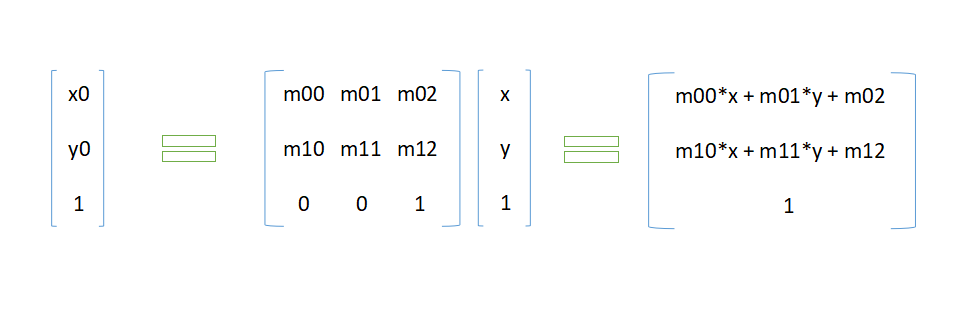 x0 m00 m01 m02 x m00*x + m01*y + m02
y0 m10 m11 m12 y m10*x + m11*y + m12
1 0 0 1 1 1